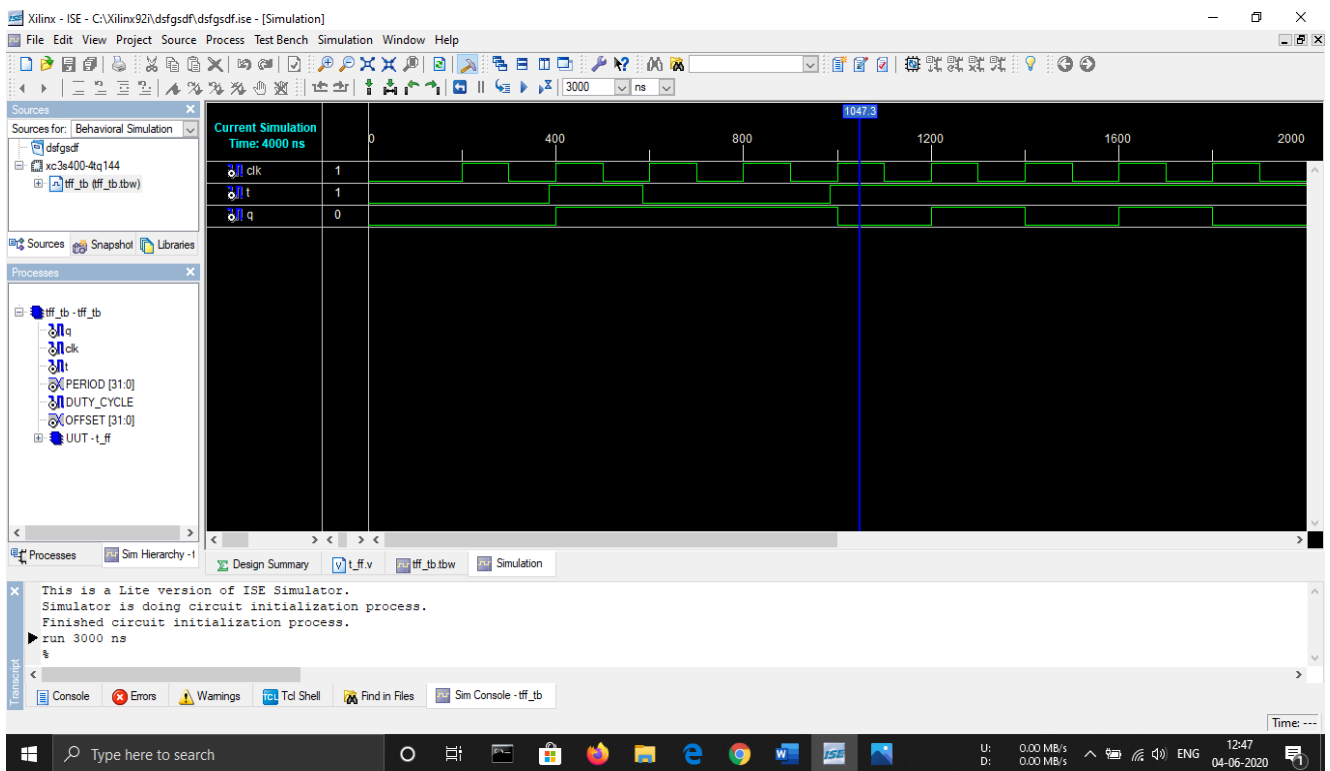 Xilinx - ISE - C:\Xilinx92i\dsfgsdf\dsfgsdf.ise - [Simulation]
File Edit View Project Source Process Test Bench Simulation Window Help
3000 ns
Sources
Sources for: Behavioral Simulation
dsfgsdf
xc3s400-4tq144
tff_tb (tff_tb.tbw)
Sources Snapshot Libraries
Processes
tff_tb - tff_tb
q
clk
t
PERIOD [31:0]
DUTY_CYCLE
OFFSET [31:0]
UUT - t_ff
Processes Sim Hierarchy - t
1047.3
Current Simulation
Time: 4000 ns
0 400 800 1200 1600 2000
clk 1
t 1
q 0
Design Summary t_ff.v tff_tb.tbw Simulation
This is a Lite version of ISE Simulator.
Simulator is doing circuit initialization process.
Finished circuit initialization process.
run 3000 ns
%
Transcript
Console Errors Warnings TCL Tcl Shell Find in Files Sim Console - tff_tb
Time: ---
Type here to search
U: 0.00 MB/s
D: 0.00 MB/s
ENG
12:47
04-06-2020
1